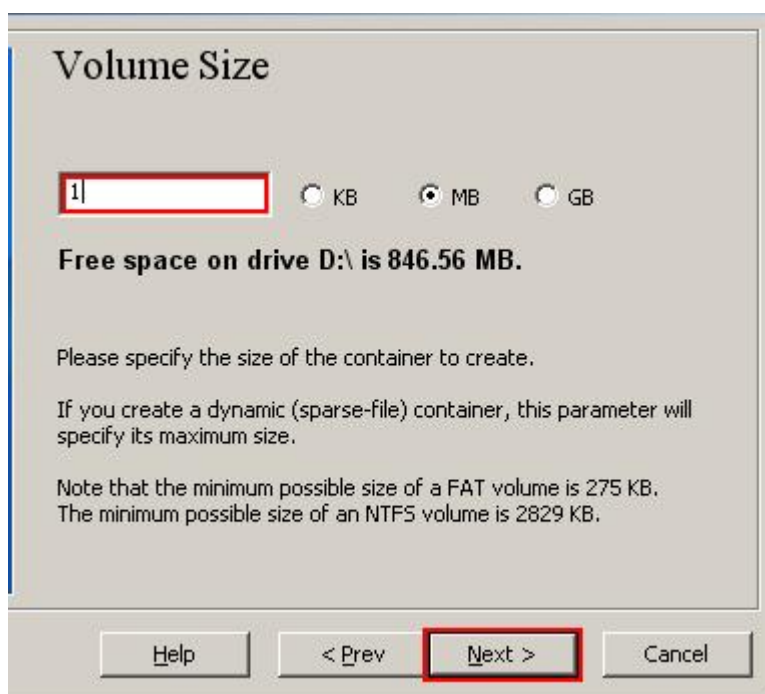 Volume Size
1 KB MB GB
Free space on drive D:\ is 846.56 MB.
Please specify the size of the container to create.
If you create a dynamic (sparse-file) container, this parameter will
specify its maximum size.
Note that the minimum possible size of a FAT volume is 275 KB.
The minimum possible size of an NTFS volume is 2829 KB.
Help < Prev Next > Cancel